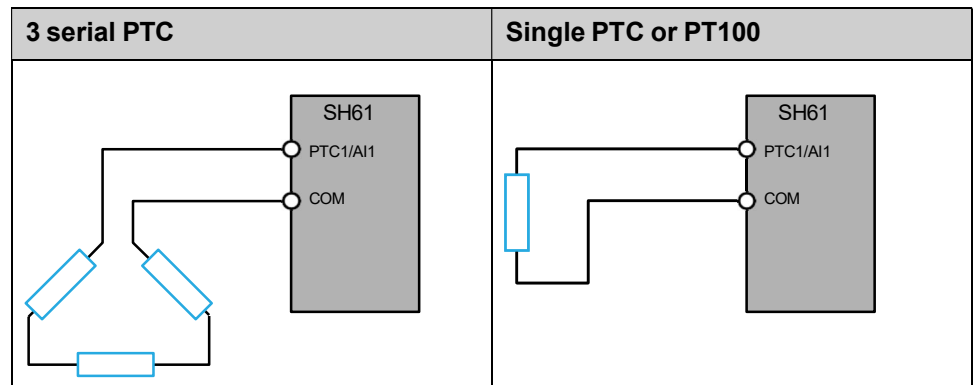 3 serial PTC
Single PTC or PT100
SH61
PTC1/AI1
COM
SH61
PTC1/AI1
COM